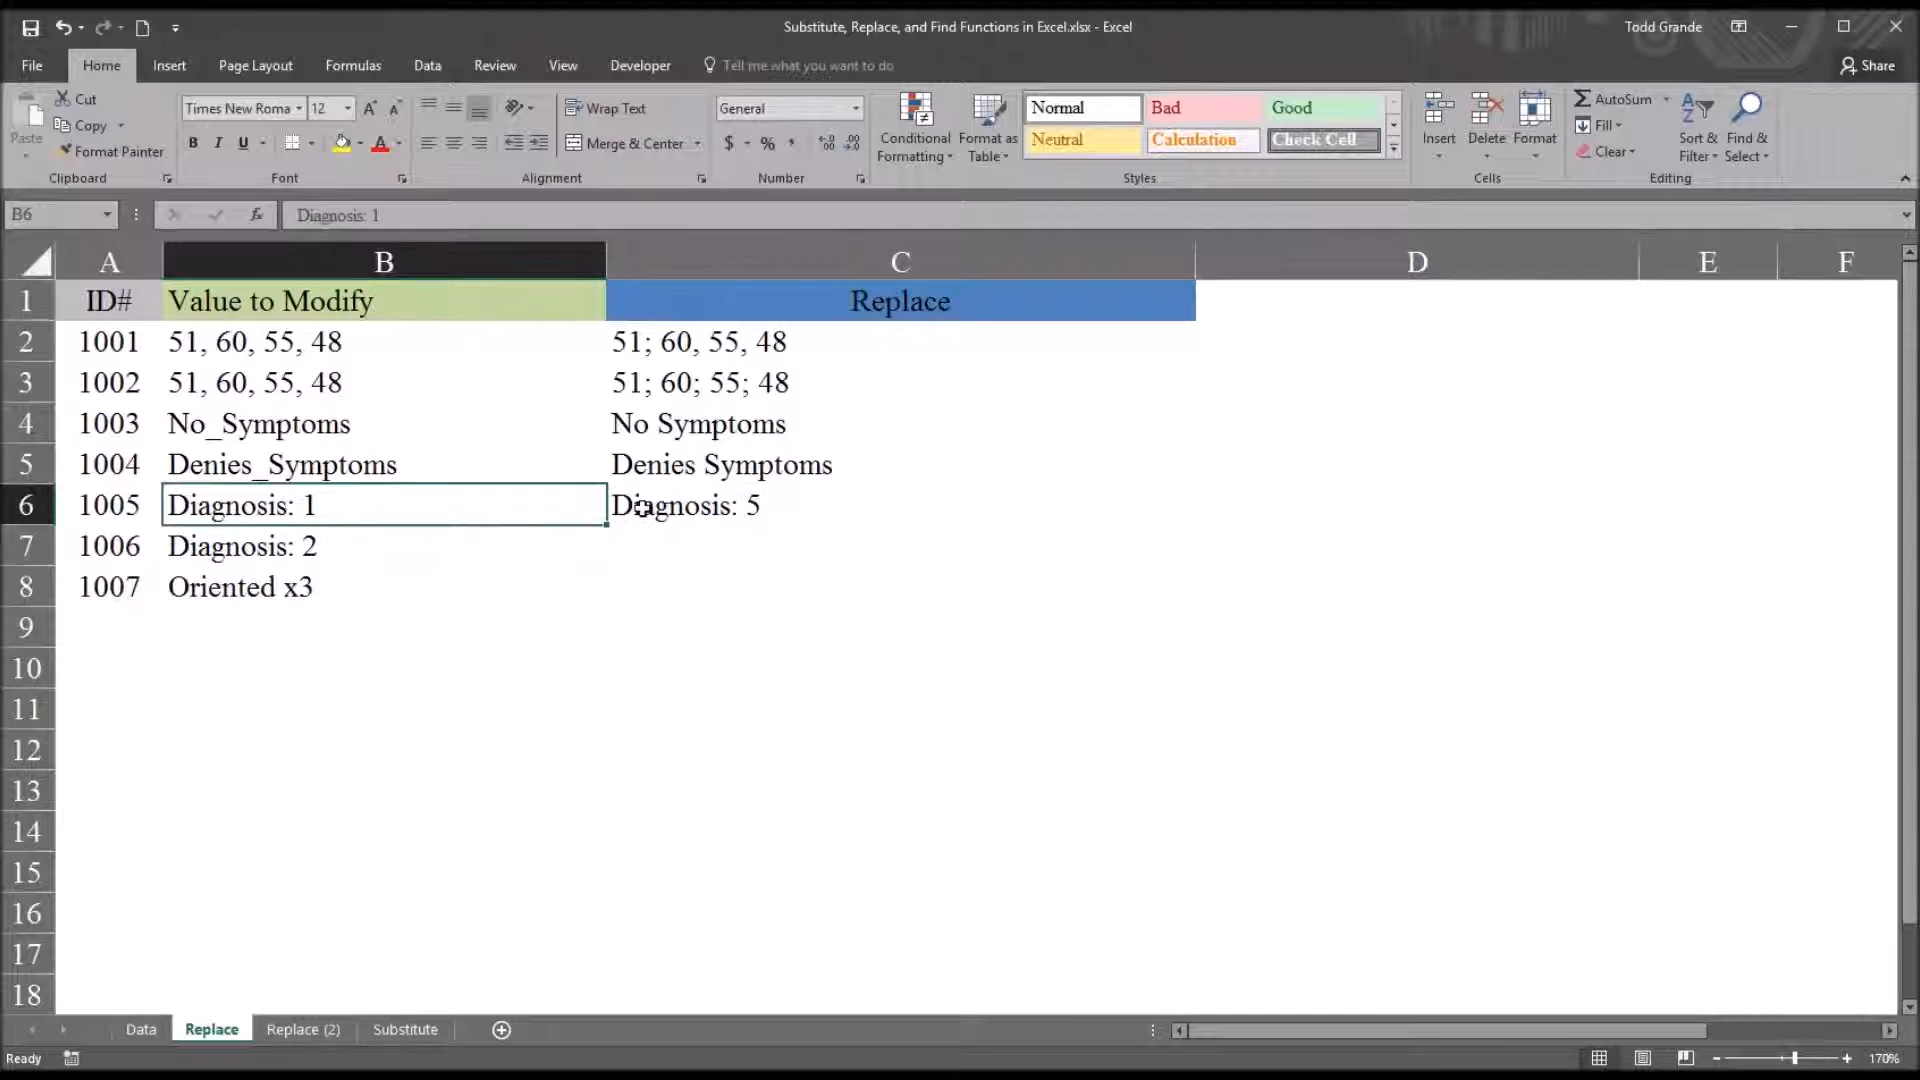 Substitute, Replace, and Find Functions in Excel.xlsx - Excel
Todd Grande
File Home Insert Page Layout Formulas Data Review View Developer Tell me what you want to do
Share
Paste
Cut
Copy
Format Painter
Clipboard
Times New Roma 12
B I U
Font
Wrap Text
Merge & Center
Alignment
General
$ % ,
Number
Conditional
Formatting
Format as
Table
Normal Bad Good
Neutral Calculation Check Cell
Styles
Insert Delete Format
Cells
AutoSum
Fill
Clear
Sort &
Filter
Find &
Select
Editing
B6 fx Diagnosis: 1
A B C D E F
1 ID# Value to Modify Replace
2 1001 51, 60, 55, 48 51; 60, 55, 48
3 1002 51, 60, 55, 48 51; 60; 55; 48
4 1003 No_Symptoms No Symptoms
5 1004 Denies_Symptoms Denies Symptoms
6 1005 Diagnosis: 1 Diagnosis: 5
7 1006 Diagnosis: 2
8 1007 Oriented x3
9
10
11
12
13
14
15
16
17
18
Data Replace Replace (2) Substitute
Ready
170%